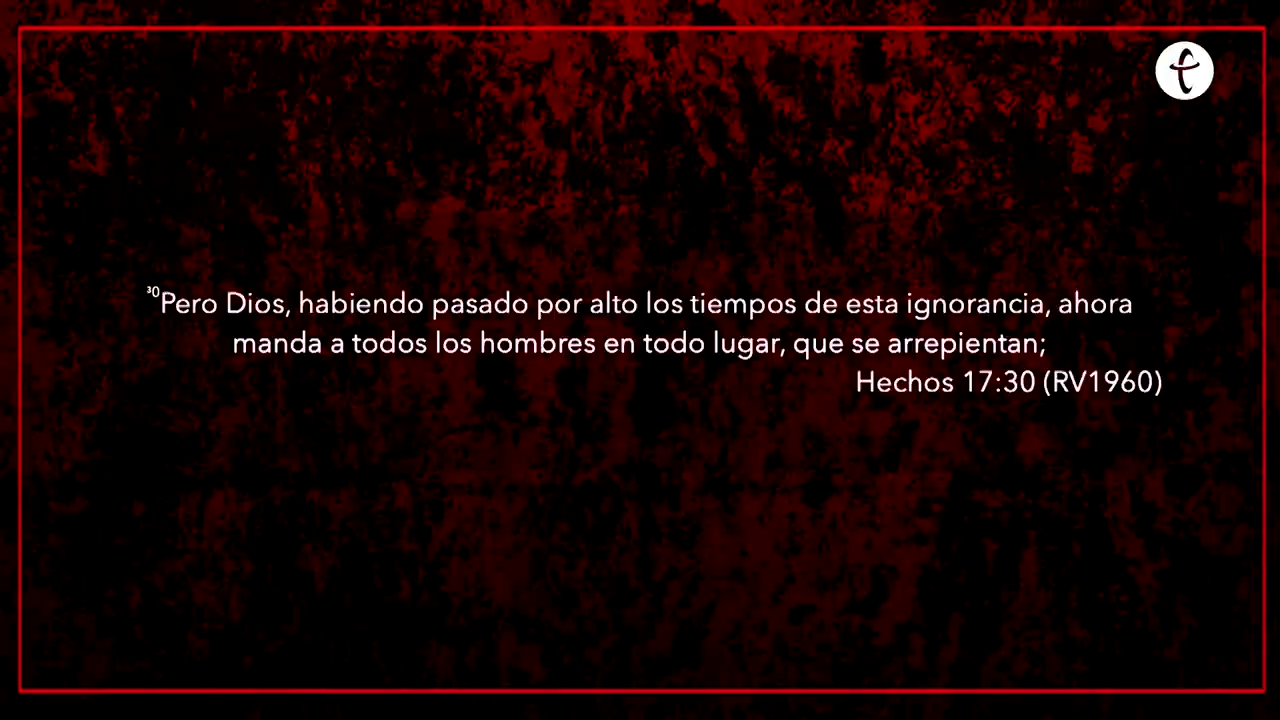 ³⁰Pero Dios, habiendo pasado por alto los tiempos de esta ignorancia, ahora
manda a todos los hombres en todo lugar, que se arrepientan;
Hechos 17:30 (RV1960)